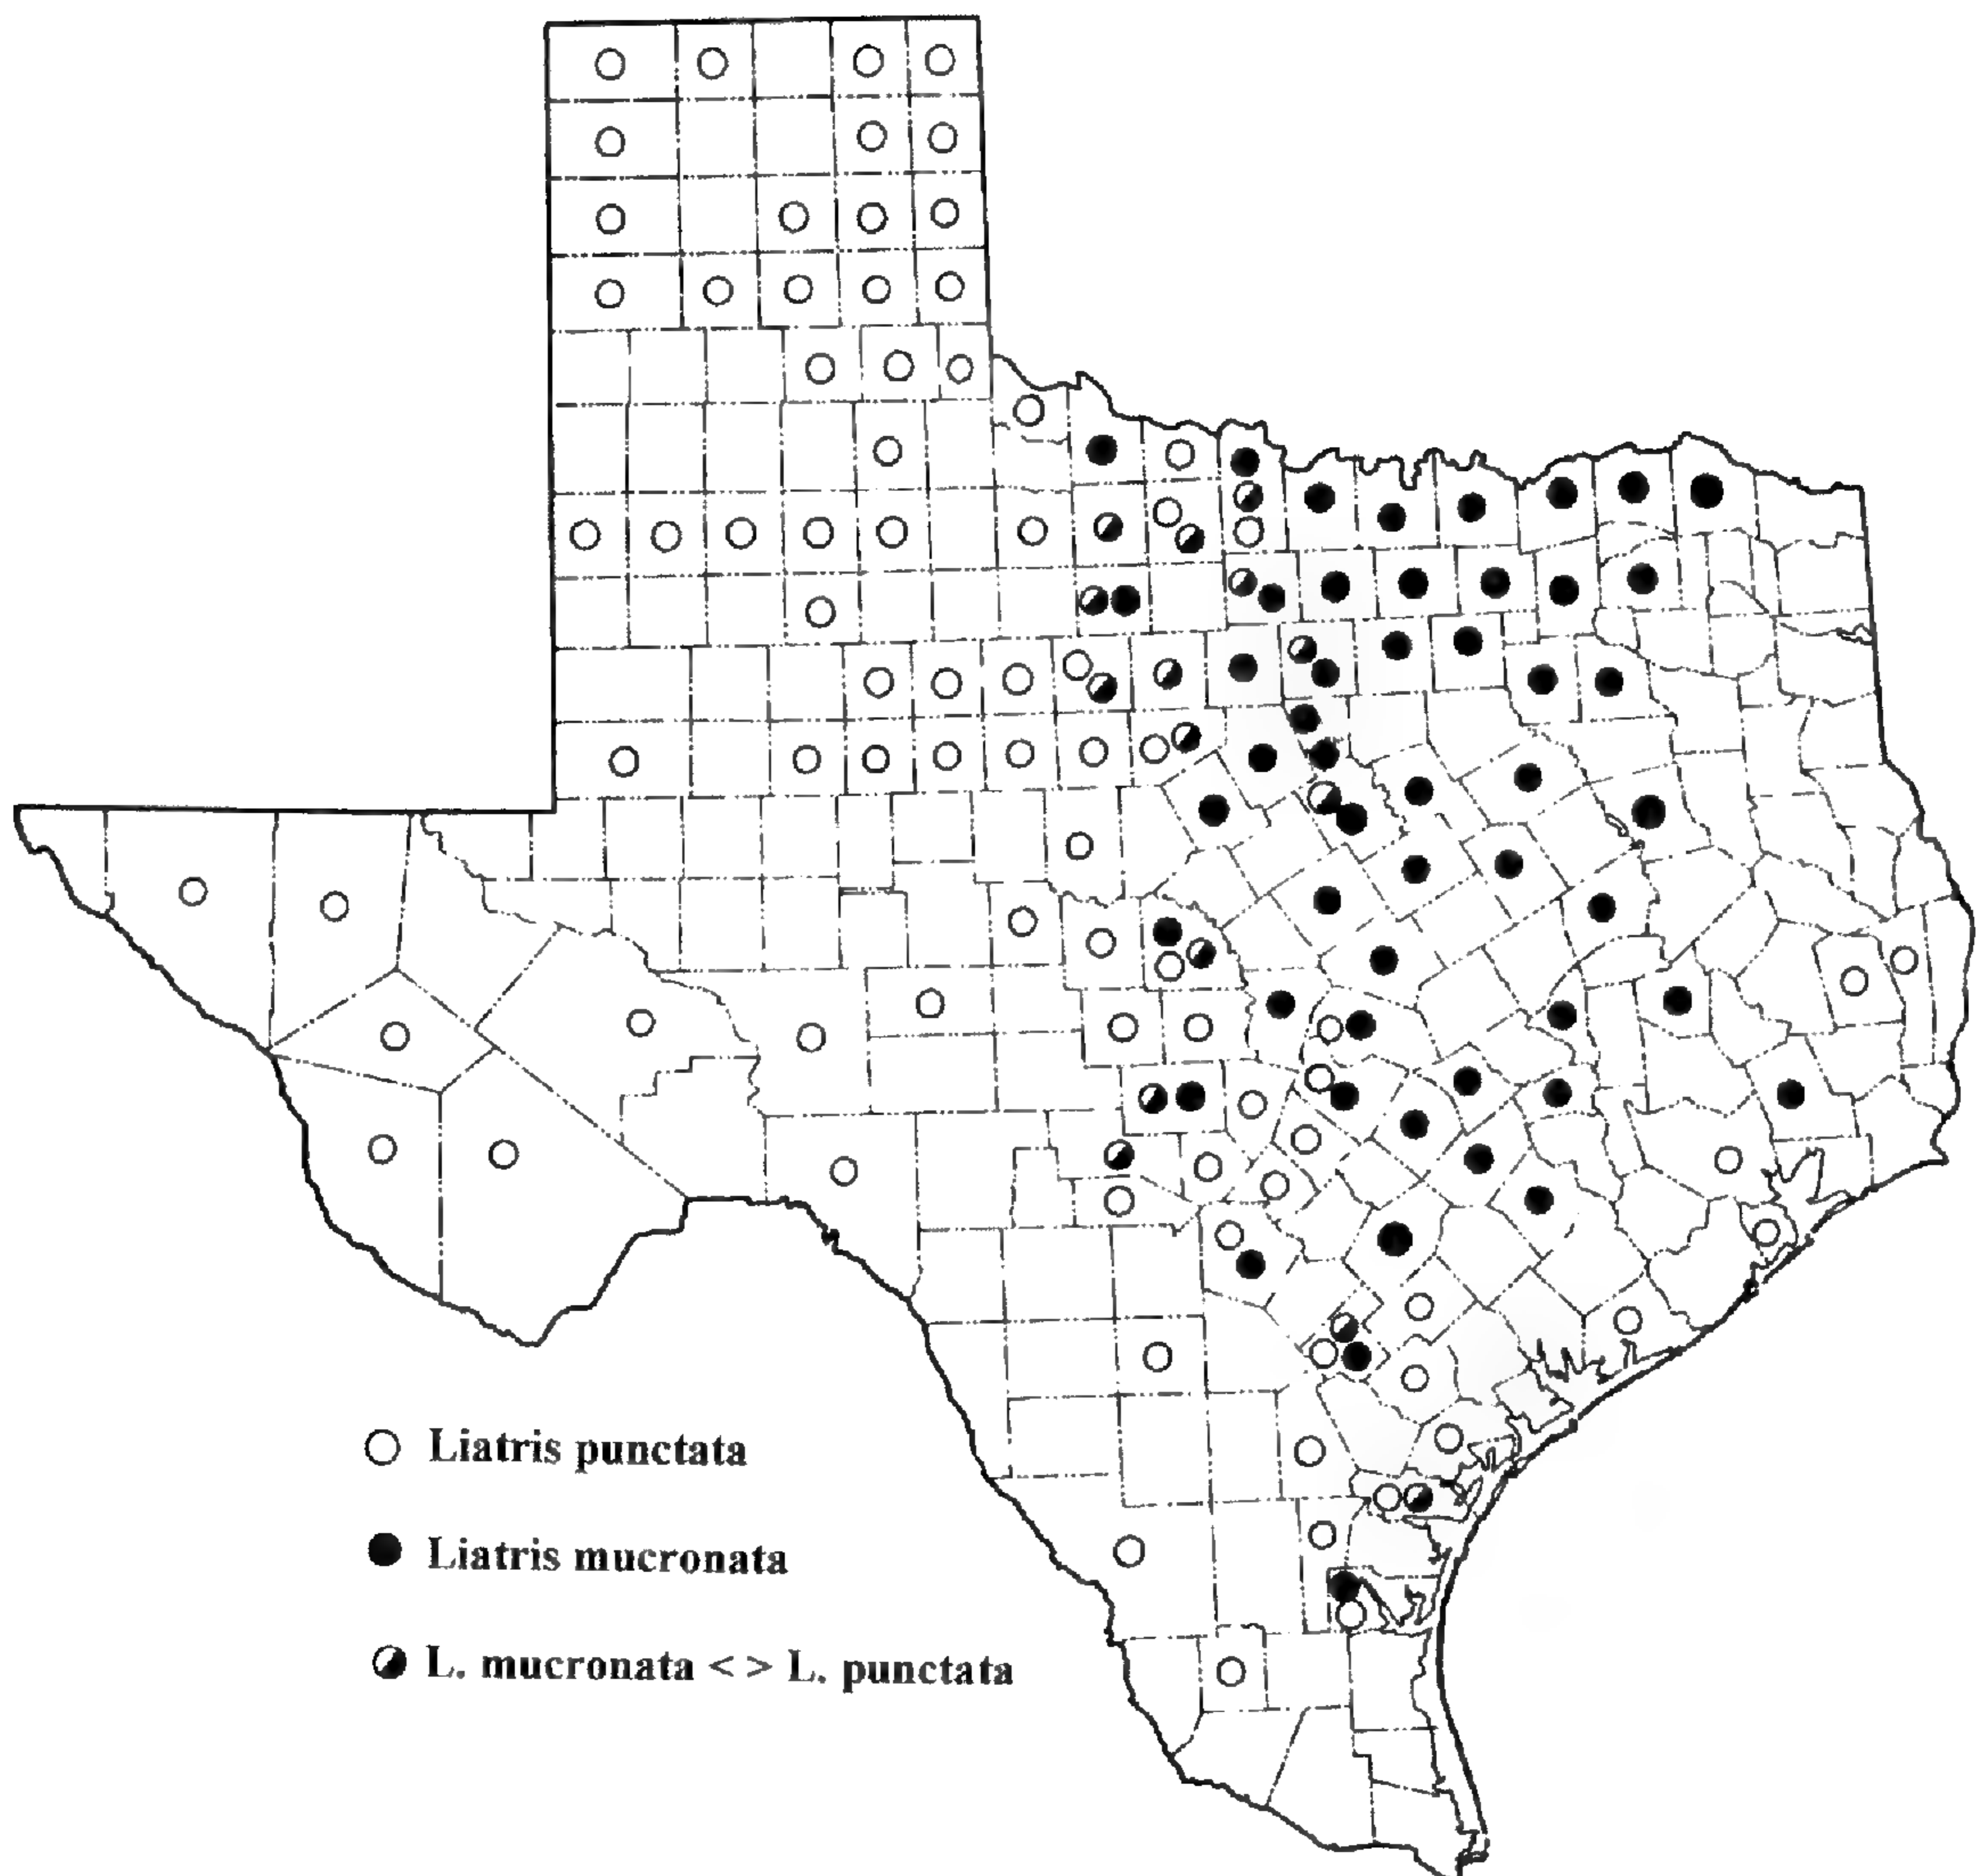 Liatris punctata
Liatris mucronata
L. mucronata < > L. punctata